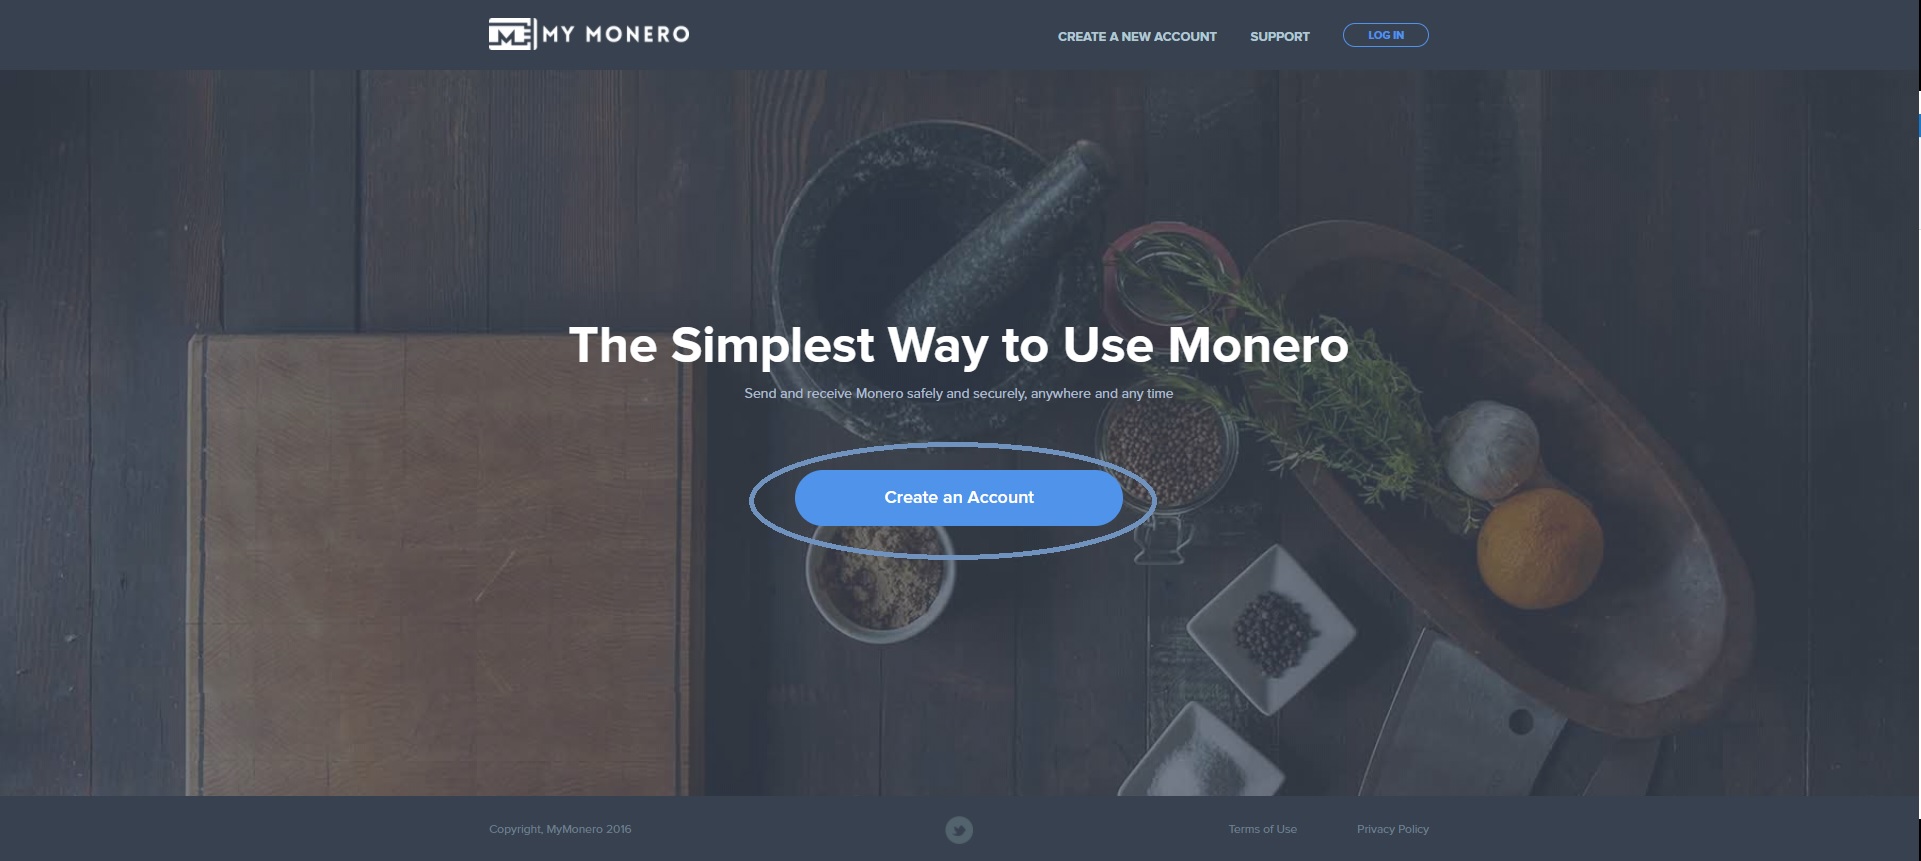 MY MONERO
CREATE A NEW ACCOUNT
SUPPORT
LOG IN
The Simplest Way to Use Monero
Send and receive Monero safely and securely, anywhere and any time
Create an Account
Copyright, MyMonero 2016
Terms of Use
Privacy Policy